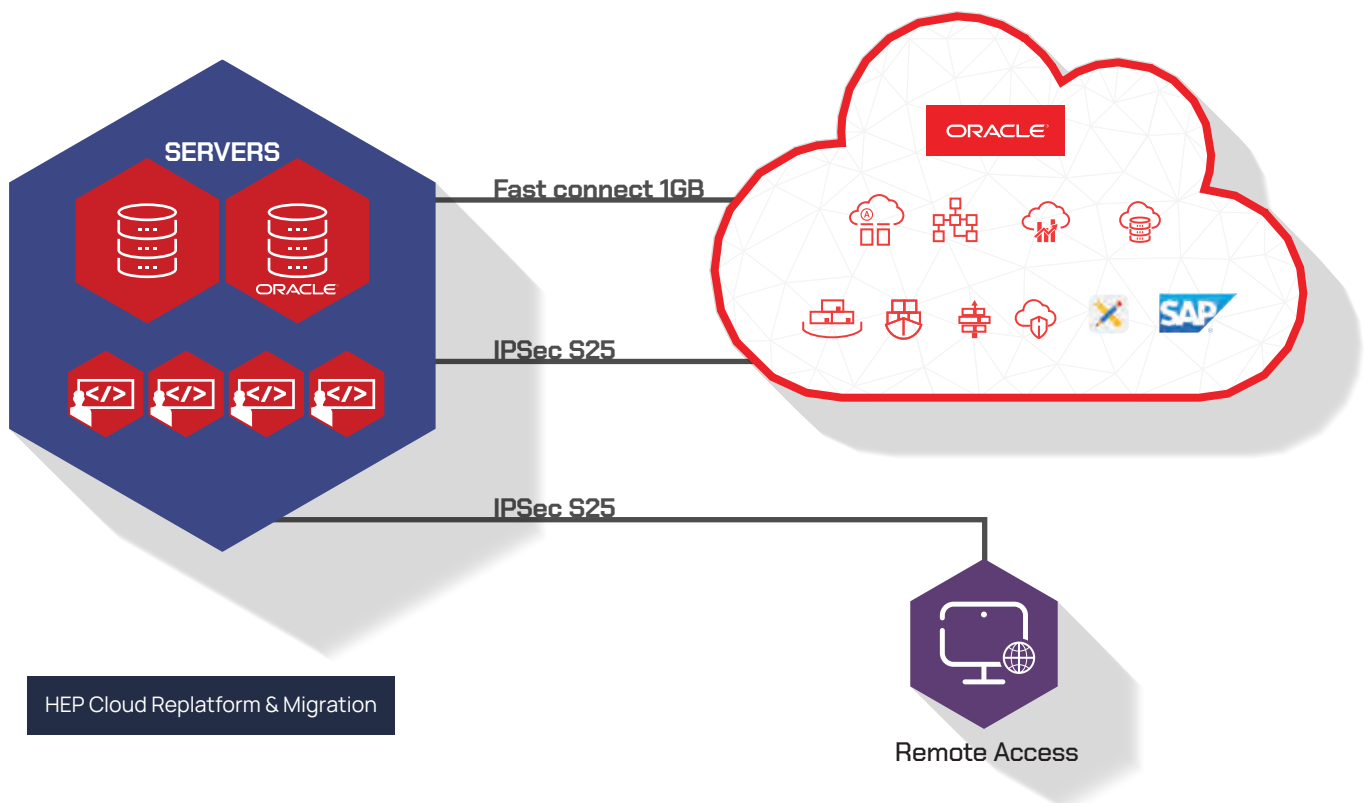 SERVERS
ORACLE
</>
</>
</>
</>
Fast connect 1GB
IPSec S25
IPSec S25
ORACLE
A
SAP
HEP Cloud Replatform & Migration
Remote Access